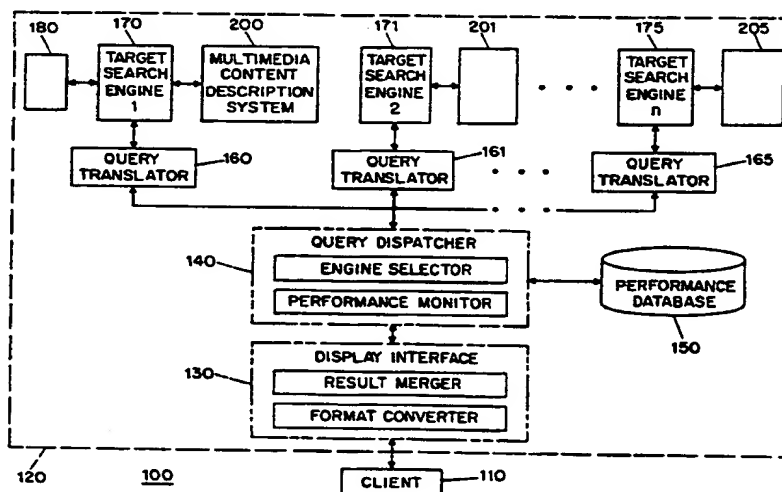 180
170
200
171
201
175
205
TARGET
SEARCH
ENGINE
1
MULTIMEDIA
CONTENT
DESCRIPTION
SYSTEM
TARGET
SEARCH
ENGINE
2
TARGET
SEARCH
ENGINE
n
160
161
165
QUERY
TRANSLATOR
QUERY
TRANSLATOR
QUERY
TRANSLATOR
140
QUERY DISPATCHER
ENGINE SELECTOR
PERFORMANCE MONITOR
PERFORMANCE
DATABASE
150
130
DISPLAY INTERFACE
RESULT MERGER
FORMAT CONVERTER
120
100
CLIENT
110